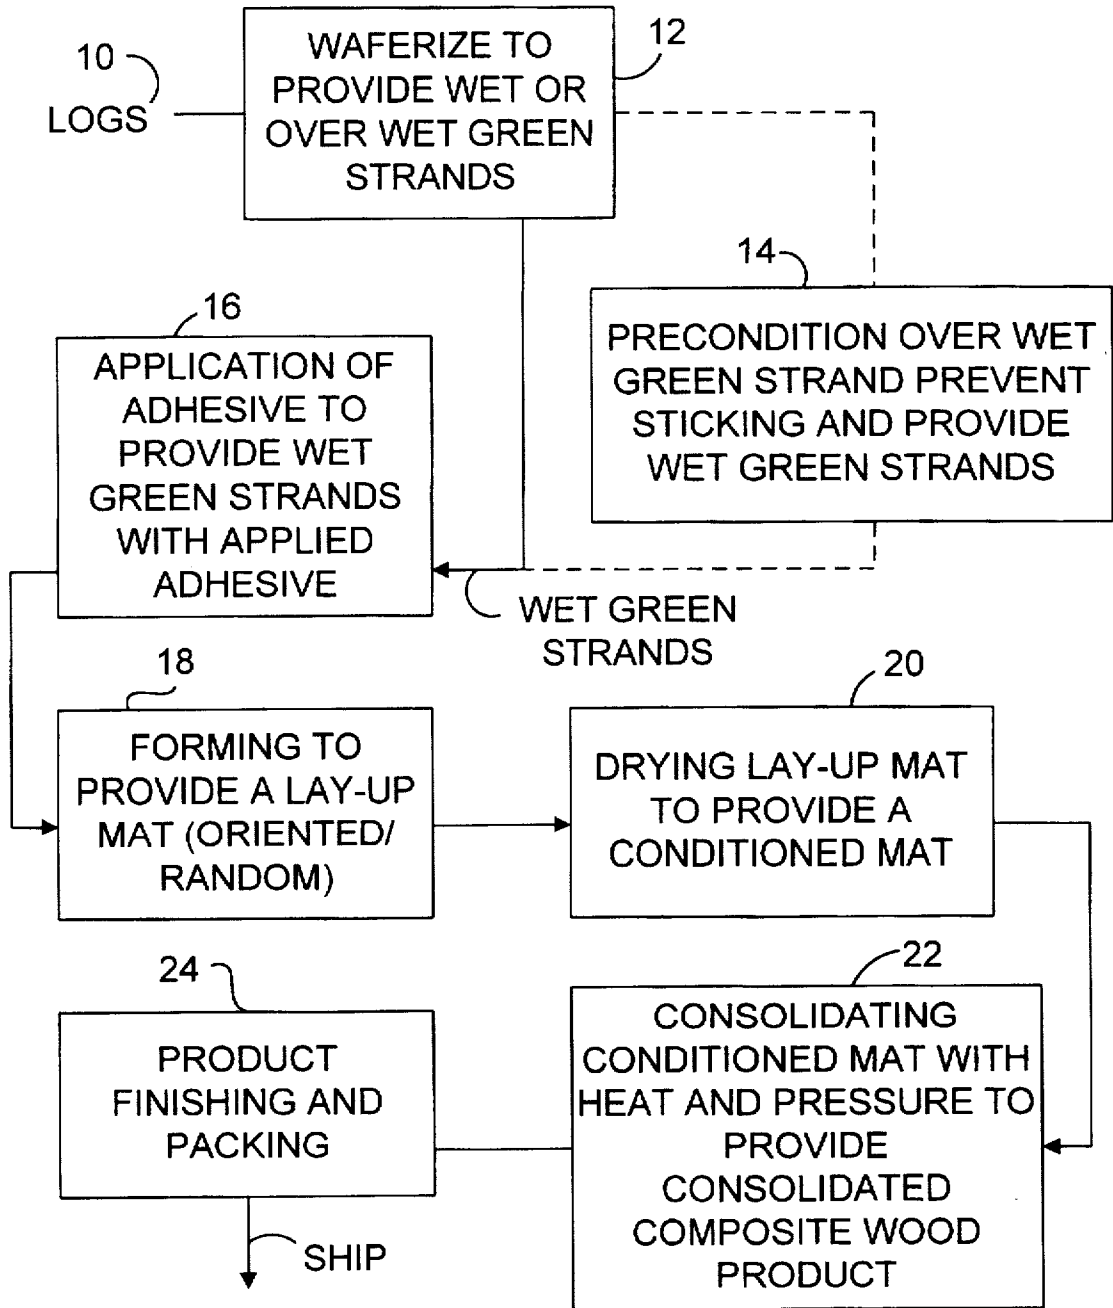 10
LOGS
WAFERIZE TO
PROVIDE WET OR
OVER WET GREEN
STRANDS
12
14
PRECONDITION OVER WET
GREEN STRAND PREVENT
STICKING AND PROVIDE
WET GREEN STRANDS
16
APPLICATION OF
ADHESIVE TO
PROVIDE WET
GREEN STRANDS
WITH APPLIED
ADHESIVE
WET GREEN
STRANDS
18
FORMING TO
PROVIDE A LAY-UP
MAT (ORIENTED/
RANDOM)
20
DRYING LAY-UP MAT
TO PROVIDE A
CONDITIONED MAT
22
CONSOLIDATING
CONDITIONED MAT WITH
HEAT AND PRESSURE TO
PROVIDE
CONSOLIDATED
COMPOSITE WOOD
PRODUCT
24
PRODUCT
FINISHING AND
PACKING
SHIP